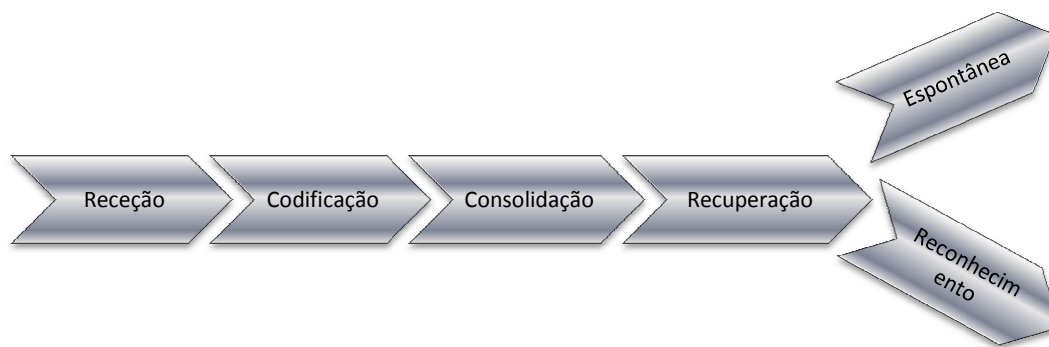 Espontânea
Receção
Codificação
Consolidação
Recuperação
Reconhecim
ento